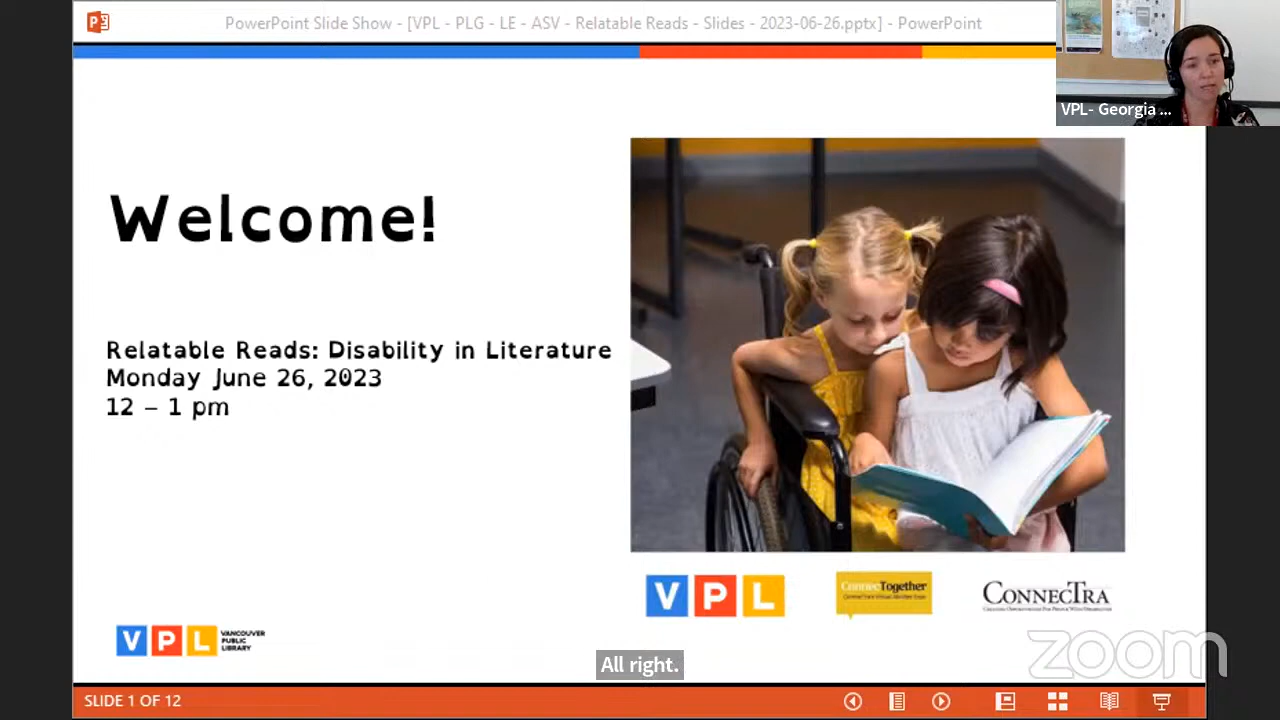 PowerPoint Slide Show - [VPL - PLG - LE - ASV - Relatable Reads - Slides - 2023-06-26.pptx] - PowerPoint
VPL- Georgia ...
Welcome!
Relatable Reads: Disability in Literature
Monday June 26, 2023
12 – 1 pm
VPL
ConnecTogether
CONNECTRA
VPL
VANCOUVER
PUBLIC
LIBRARY
All right.
zoom
SLIDE 1 OF 12